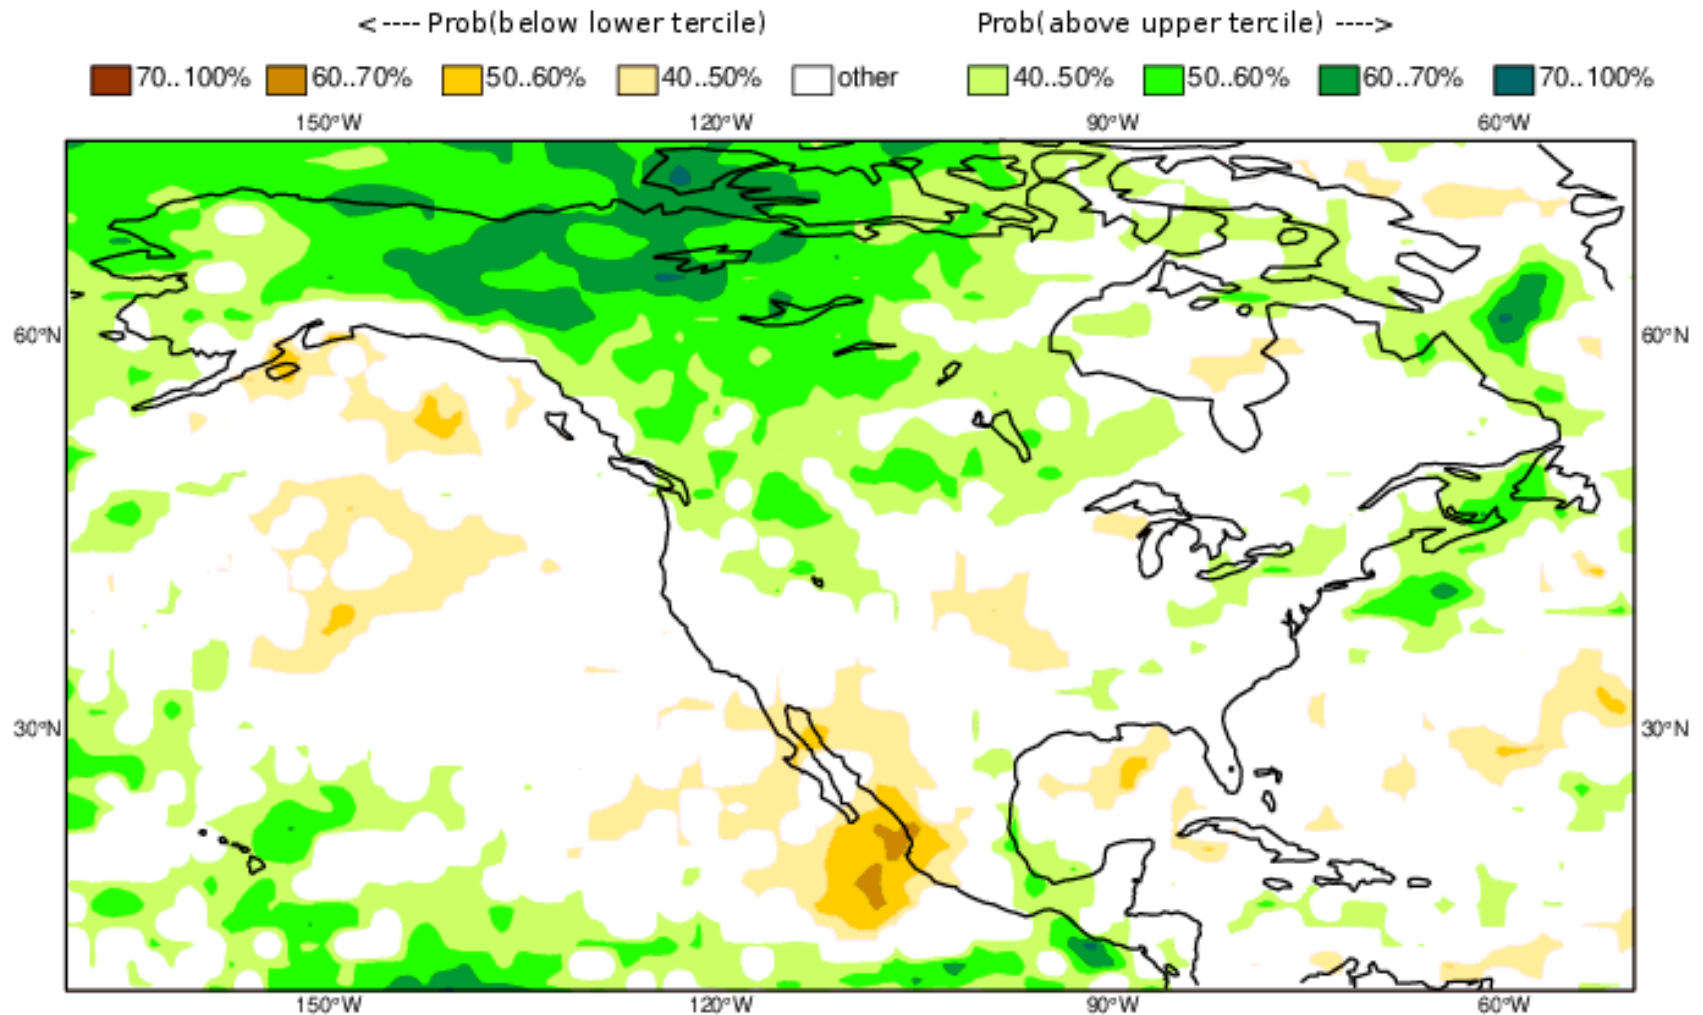 <---- Prob(below lower tercile) Prob(above upper tercile) ---->
70..100% 60..70% 50..60% 40..50% other 40..50% 50..60% 60..70% 70..100%
150°W 120°W 90°W 60°W
60°N 60°N
30°N 30°N
150°W 120°W 90°W 60°W